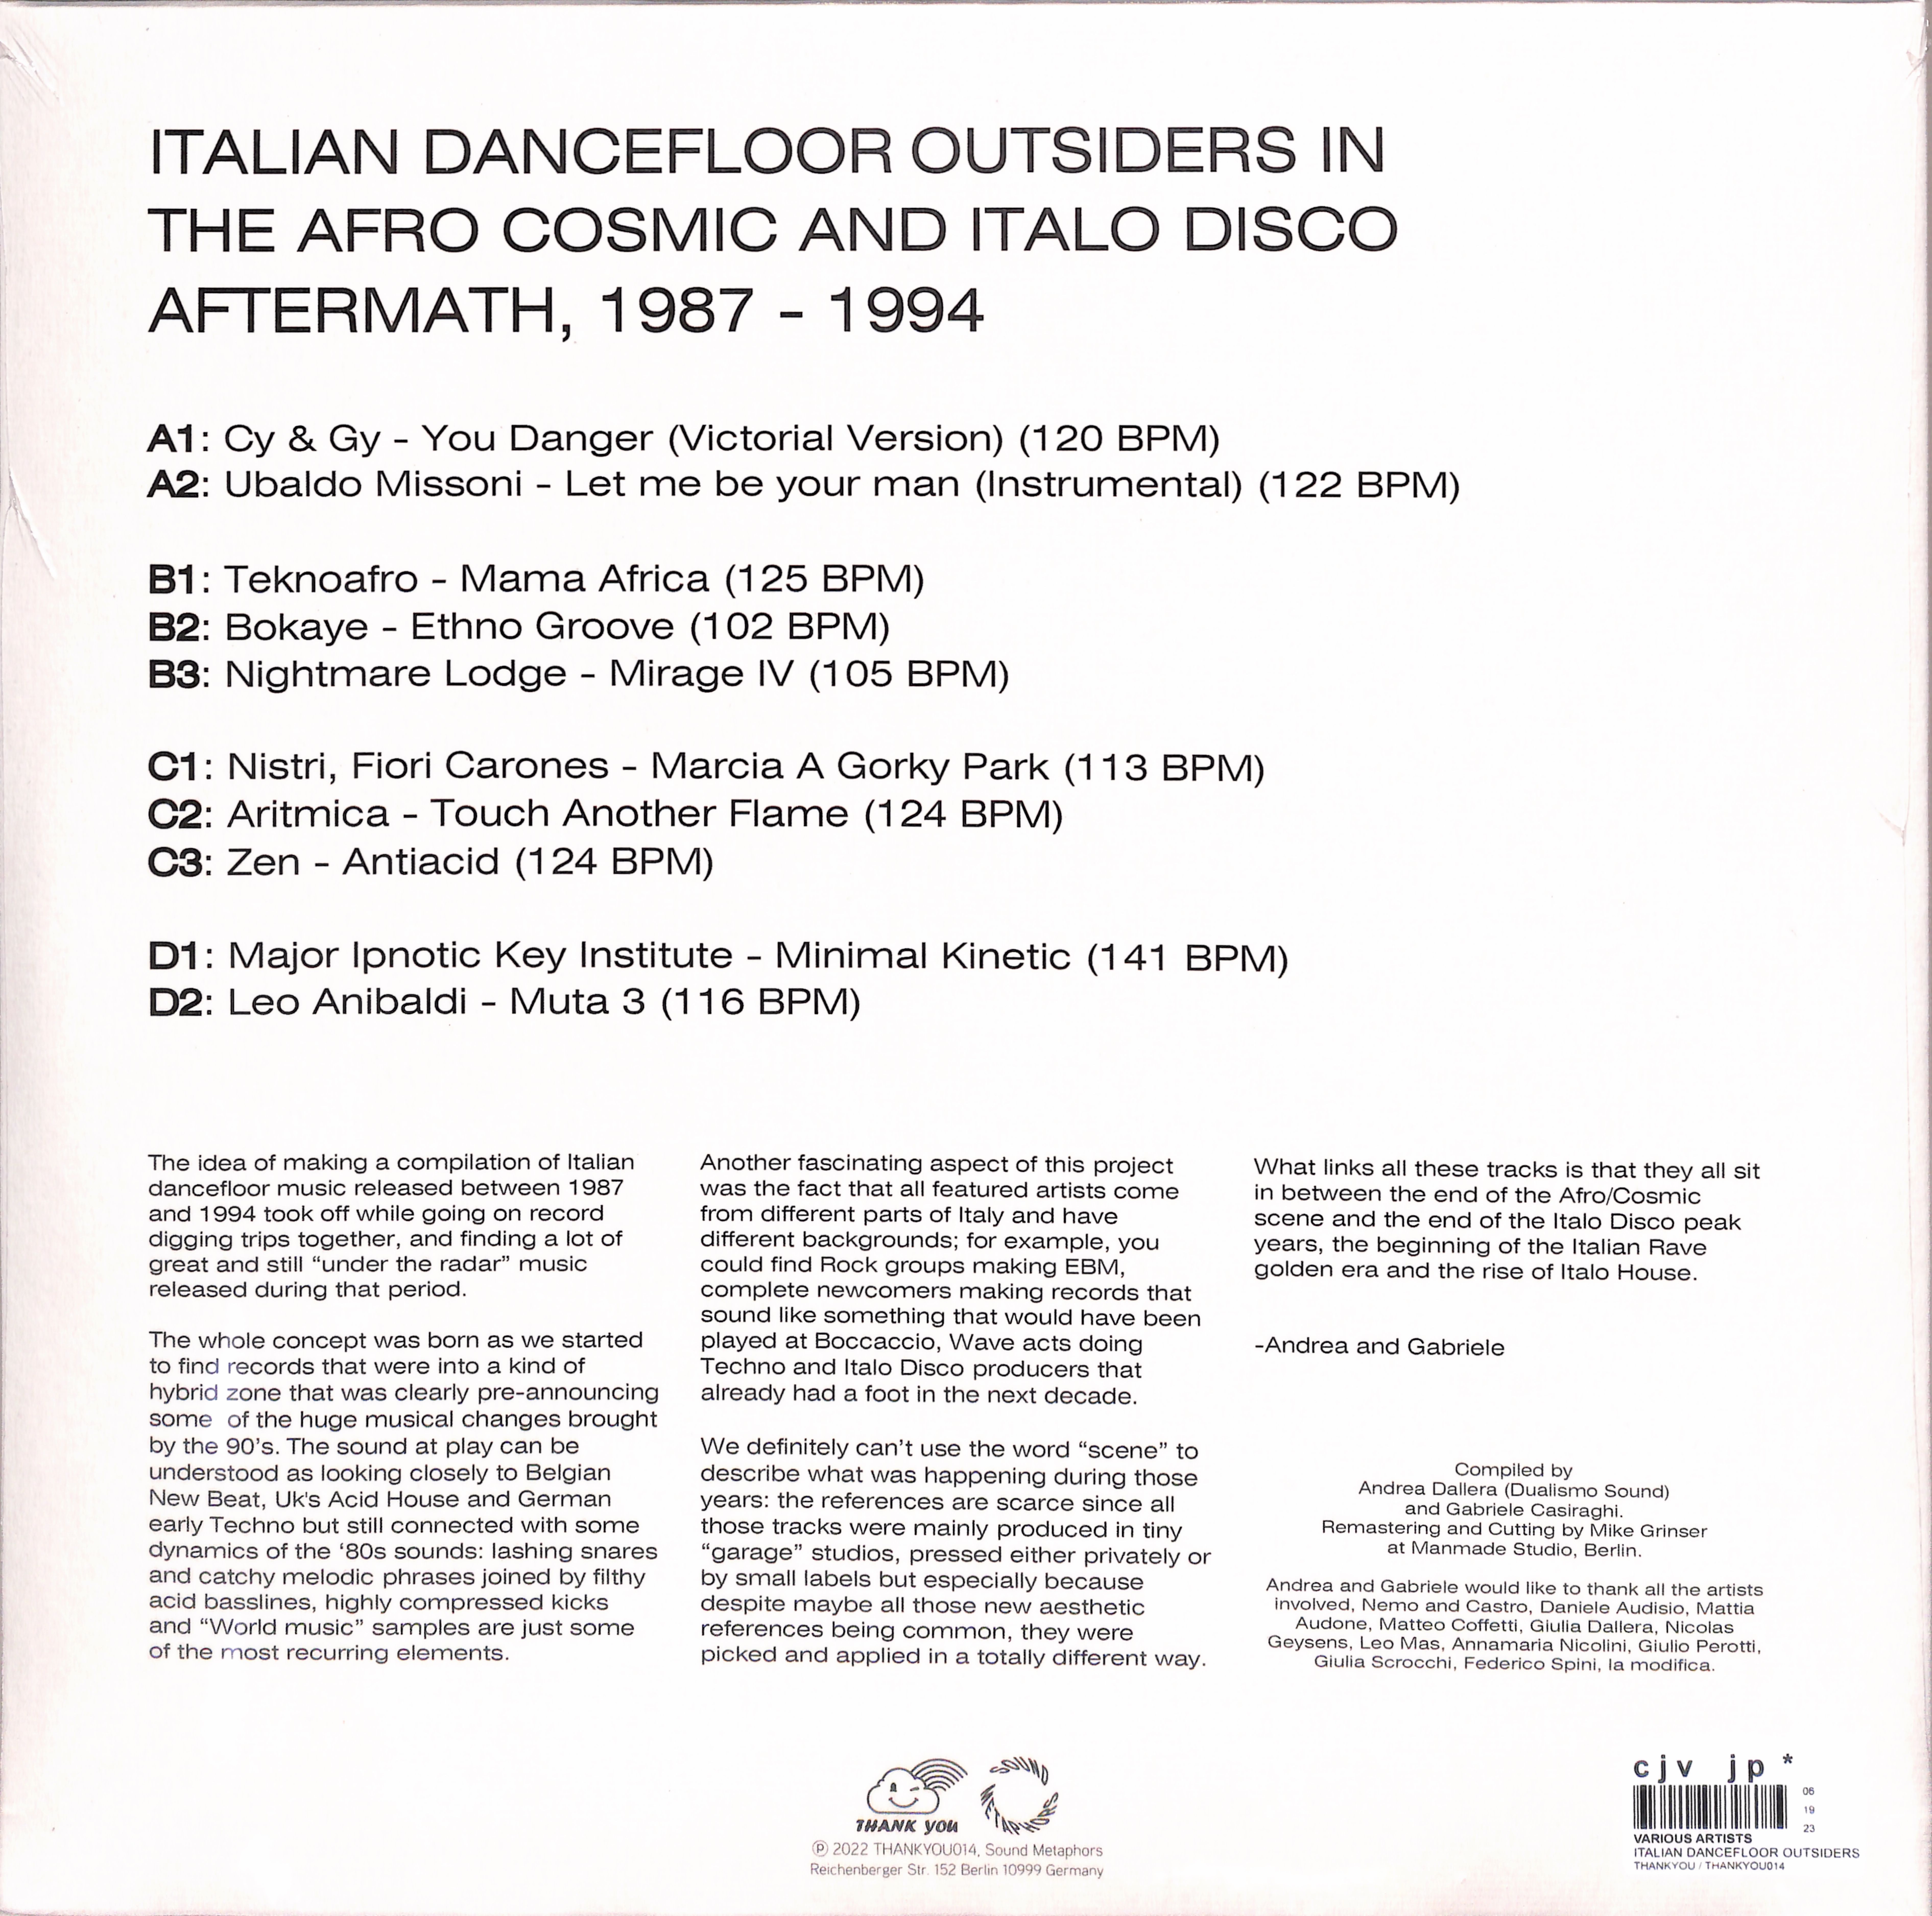 ITALIAN DANCEFLOOR OUTSIDERS IN
THE AFRO COSMIC AND ITALO DISCO
AFTERMATH, 1987 - 1994
A1: Cy & Gy - You Danger (Victorial Version) (120 BPM)
A2: Ubaldo Missoni - Let me be your man (Instrumental) (122 BPM)
B1: Teknoafro - Mama Africa (125 BPM)
B2: Bokaye - Ethno Groove (102 BPM)
B3: Nightmare Lodge - Mirage IV (105 BPM)
C1: Nistri, Fiori Carones - Marcia A Gorky Park (113 BPM)
C2: Aritmica - Touch Another Flame (124 BPM)
C3: Zen - Antiacid (124 BPM)
D1: Major Ipnotic Key Institute - Minimal Kinetic (141 BPM)
D2: Leo Anibaldi - Muta 3 (116 BPM)
The idea of making a compilation of Italian
dancefloor music released between 1987
and 1994 took off while going on record
digging trips together, and finding a lot of
great and still “under the radar” music
released during that period.
The whole concept was born as we started
to find records that were into a kind of
hybrid zone that was clearly pre-announcing
some of the huge musical changes brought
by the 90’s. The sound at play can be
understood as looking closely to Belgian
New Beat, Uk's Acid House and German
early Techno but still connected with some
dynamics of the ‘80s sounds: lashing snares
and catchy melodic phrases joined by filthy
acid basslines, highly compressed kicks
and “World music” samples are just some
of the most recurring elements.
Another fascinating aspect of this project
was the fact that all featured artists come
from different parts of Italy and have
different backgrounds; for example, you
could find Rock groups making EBM,
complete newcomers making records that
sound like something that would have been
played at Boccaccio, Wave acts doing
Techno and Italo Disco producers that
already had a foot in the next decade.
We definitely can’t use the word “scene” to
describe what was happening during those
years: the references are scarce since all
those tracks were mainly produced in tiny
“garage” studios, pressed either privately or
by small labels but especially because
despite maybe all those new aesthetic
references being common, they were
picked and applied in a totally different way.
What links all these tracks is that they all sit
in between the end of the Afro/Cosmic
scene and the end of the Italo Disco peak
years, the beginning of the Italian Rave
golden era and the rise of Italo House.
-Andrea and Gabriele
Compiled by
Andrea Dallera (Dualismo Sound)
and Gabriele Casiraghi.
Remastering and Cutting by Mike Grinser
at Manmade Studio, Berlin.
Andrea and Gabriele would like to thank all the artists
involved, Nemo and Castro, Daniele Audisio, Mattia
Audone, Matteo Coffetti, Giulia Dallera, Nicolas
Geysens, Leo Mas, Annamaria Nicolini, Giulio Perotti,
Giulia Scrocchi, Federico Spini, la modifica.
THANK YOU
SOUND METAPHORS
℗ 2022 THANKYOU014, Sound Metaphors
Reichenberger Str. 152 Berlin 10999 Germany
cjv jp *
06
19
23
VARIOUS ARTISTS
ITALIAN DANCEFLOOR OUTSIDERS
THANKYOU / THANKYOU014